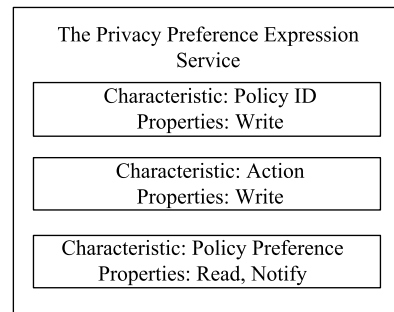 The Privacy Preference Expression
Service
Characteristic: Policy ID
Properties: Write
Characteristic: Action
Properties: Write
Characteristic: Policy Preference
Properties: Read, Notify